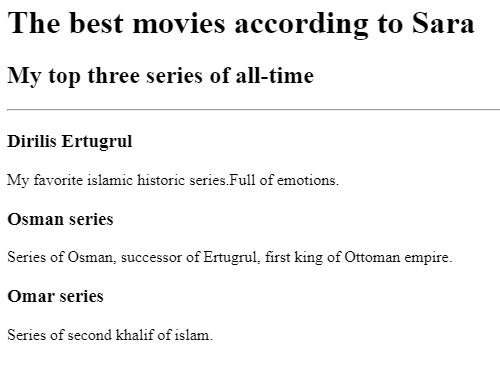 The best movies according to Sara
My top three series of all-time
Dirilis Ertugrul
My favorite islamic historic series.Full of emotions.
Osman series
Series of Osman, successor of Ertugrul, first king of Ottoman empire.
Omar series
Series of second khalif of islam.